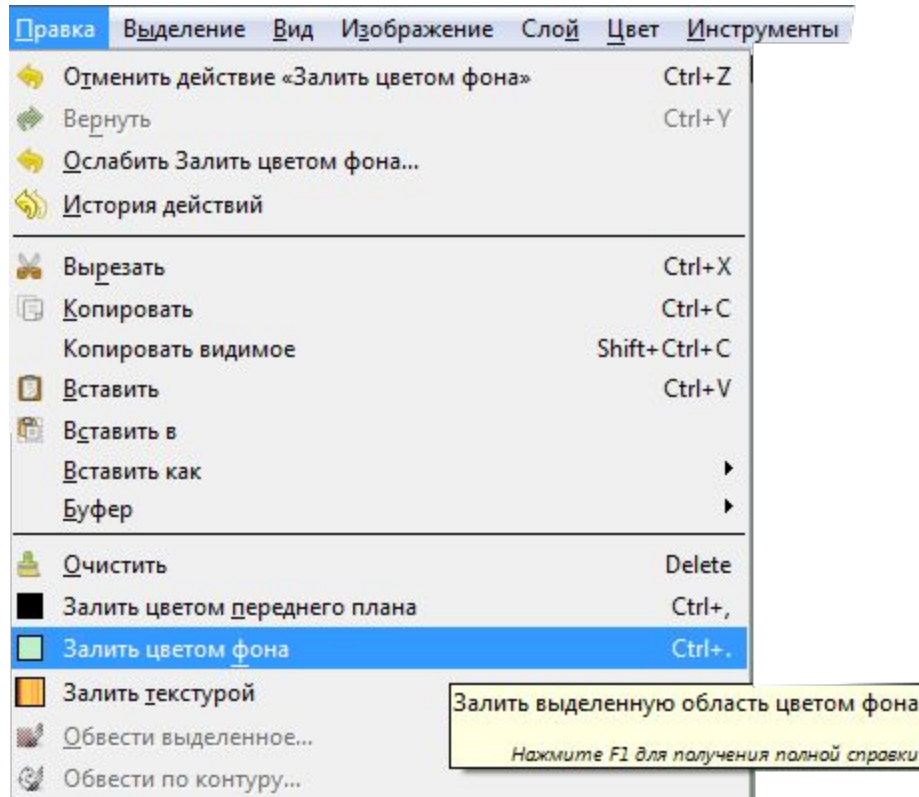 Правка Выделение Вид Изображение Слой Цвет Инструменты
Отменить действие «Залить цветом фона» Ctrl+Z
Вернуть Ctrl+Y
Ослабить Залить цветом фона...
История действий
Вырезать Ctrl+X
Копировать Ctrl+C
Копировать видимое Shift+Ctrl+C
Вставить Ctrl+V
Вставить в
Вставить как
Буфер
Очистить Delete
Залить цветом переднего плана Ctrl+,
Залить цветом фона Ctrl+.
Залить текстурой
Залить выделенную область цветом фона
Обвести выделенное...
Нажмите F1 для получения полной справки
Обвести по контуру...